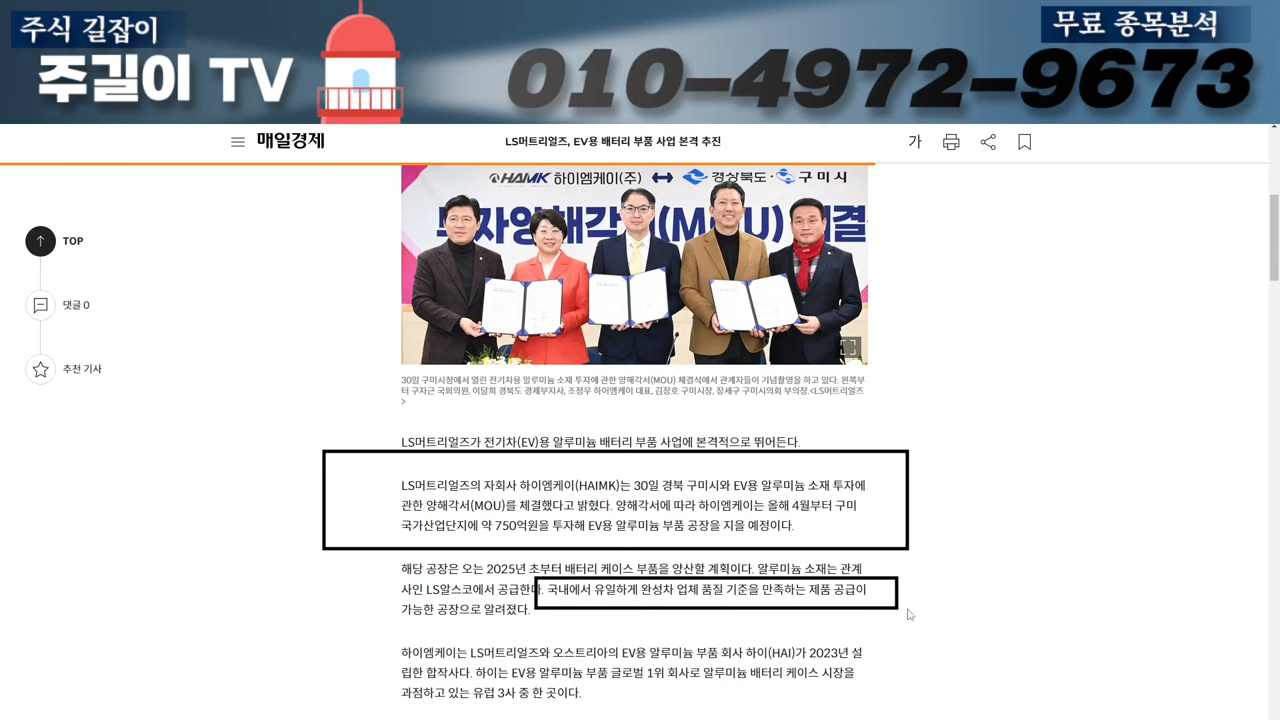 주식 길잡이
주길이 TV
무료 종목분석
010-4972-9673
매일경제
LS머트리얼즈, EV용 배터리 부품 사업 본격 추진
가
TOP
댓글 0
추천 기사
HAIMK 하이엠케이(주) 경상북도 · 구미시
투자양해각서(MOU) 체결
30일 구미시청에서 열린 전기차용 알루미늄 소재 투자에 관한 양해각서(MOU) 체결식에서 관계자들이 기념촬영을 하고 있다. 왼쪽부
터 구자근 국회의원, 이달희 경북도 경제부지사, 조정우 하이엠케이 대표, 김장호 구미시장, 장세구 구미시의회 부의장.<LS머트리얼즈
>
LS머트리얼즈가 전기차(EV)용 알루미늄 배터리 부품 사업에 본격적으로 뛰어든다.
LS머트리얼즈의 자회사 하이엠케이(HAIMK)는 30일 경북 구미시와 EV용 알루미늄 소재 투자에
관한 양해각서(MOU)를 체결했다고 밝혔다. 양해각서에 따라 하이엠케이는 올해 4월부터 구미
국가산업단지에 약 750억원을 투자해 EV용 알루미늄 부품 공장을 지을 예정이다.
해당 공장은 오는 2025년 초부터 배터리 케이스 부품을 양산할 계획이다. 알루미늄 소재는 관계
사인 LS알스코에서 공급한다. 국내에서 유일하게 완성차 업체 품질 기준을 만족하는 제품 공급이
가능한 공장으로 알려졌다.
하이엠케이는 LS머트리얼즈와 오스트리아의 EV용 알루미늄 부품 회사 하이(HAI)가 2023년 설
립한 합작사다. 하이는 EV용 알루미늄 부품 글로벌 1위 회사로 알루미늄 배터리 케이스 시장을
과점하고 있는 유럽 3사 중 한 곳이다.